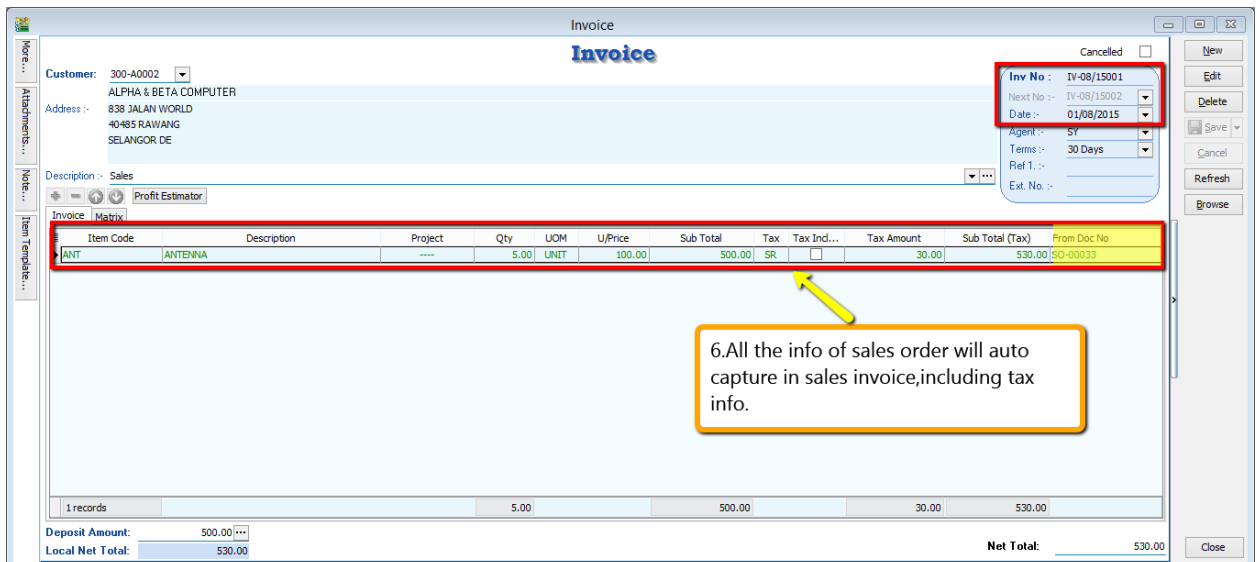 Invoice
Invoice
Cancelled
More...
Attachments...
Note...
Item Template...
Customer: 300-A0002
ALPHA & BETA COMPUTER
Address :- 838 JALAN WORLD
40485 RAWANG
SELANGOR DE
Inv No : IV-08/15001
Next No :- IV-08/15002
Date :- 01/08/2015
Agent :- SY
Terms :- 30 Days
Ref 1. :-
Ext. No. :-
Description :- Sales
Profit Estimator
Invoice Matrix
Item Code Description Project Qty UOM U/Price Sub Total Tax Tax Incl... Tax Amount Sub Total (Tax) From Doc No
ANT ANTENNA ---- 5.00 UNIT 100.00 500.00 SR 30.00 530.00 SO-00033
6.All the info of sales order will auto
capture in sales invoice,including tax
info.
1 records 5.00 500.00 30.00 530.00
Deposit Amount: 500.00
Local Net Total: 530.00
Net Total: 530.00
New
Edit
Delete
Save
Cancel
Refresh
Browse
Close